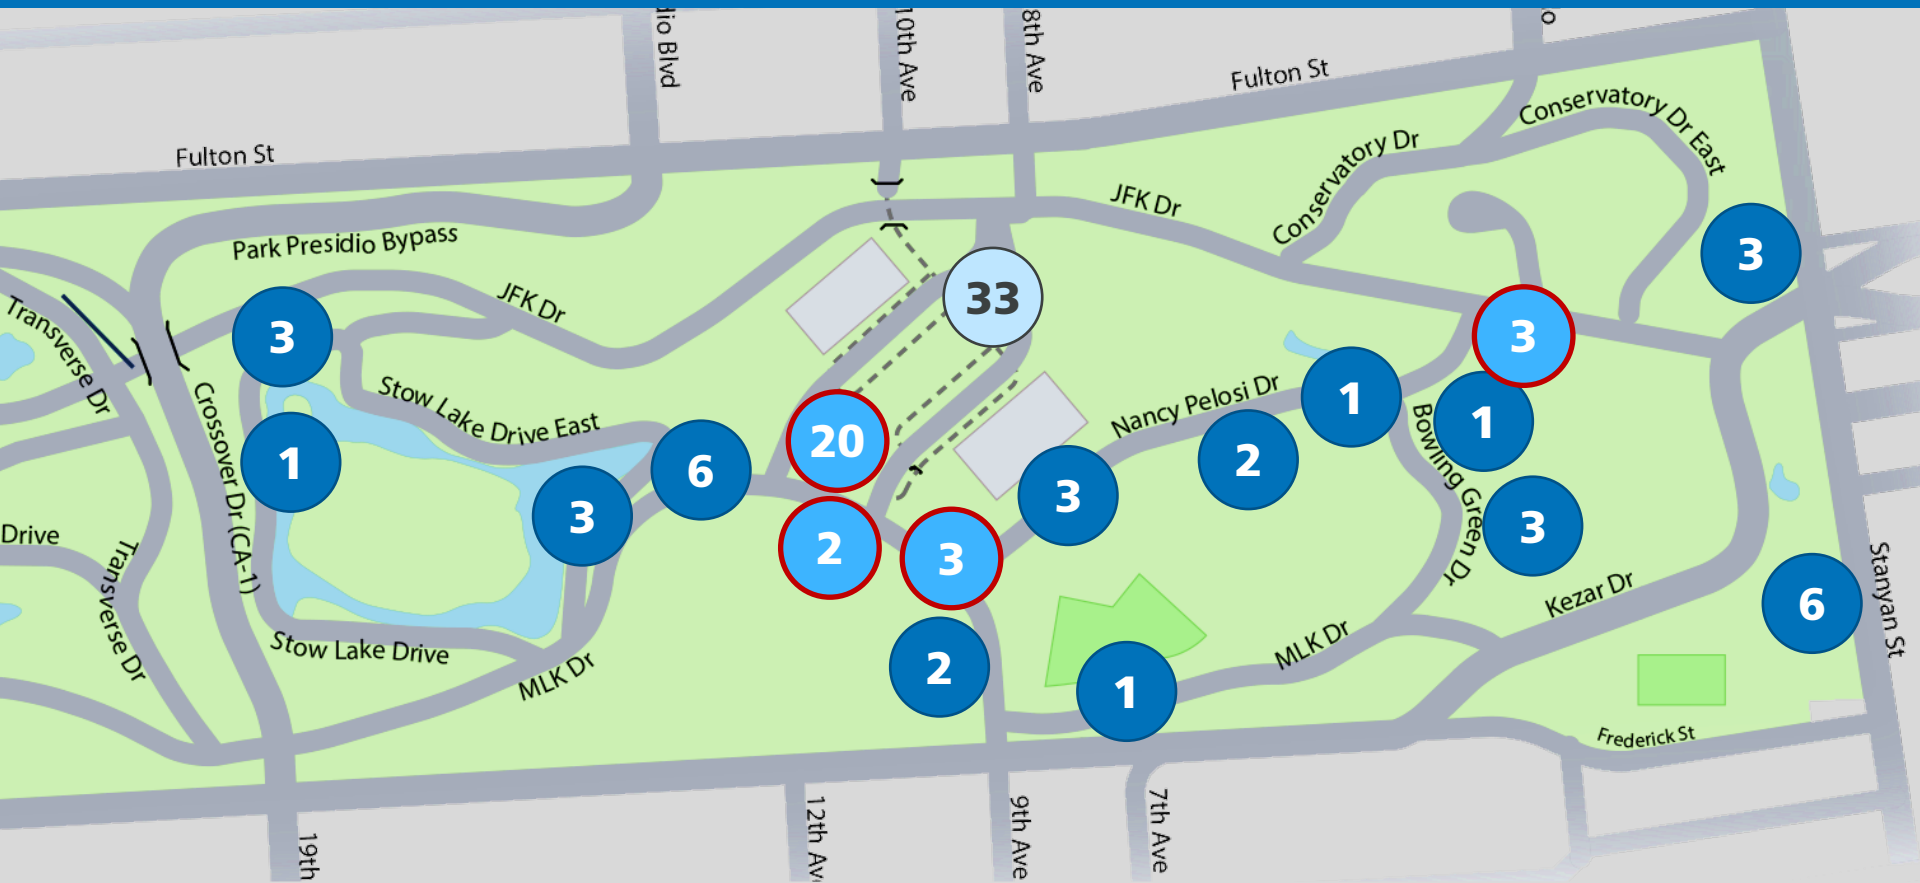 10th Ave
8th Ave
Fulton St
Fulton St
Conservatory Dr East
Conservatory Dr
JFK Dr
Park Presidio Bypass
JFK Dr
Transverse Dr
Crossover Dr (CA-1)
Stow Lake Drive East
Nancy Pelosi Dr
Bowling Green Dr
3
33
3
3
1
1
20
1
6
2
3
3
3
2
3
6
2
1
Drive
Transverse Dr
Stow Lake Drive
MLK Dr
MLK Dr
Kezar Dr
Stanyan St
Frederick St
12th Av
9th Ave
7th Ave
19th
Blvd